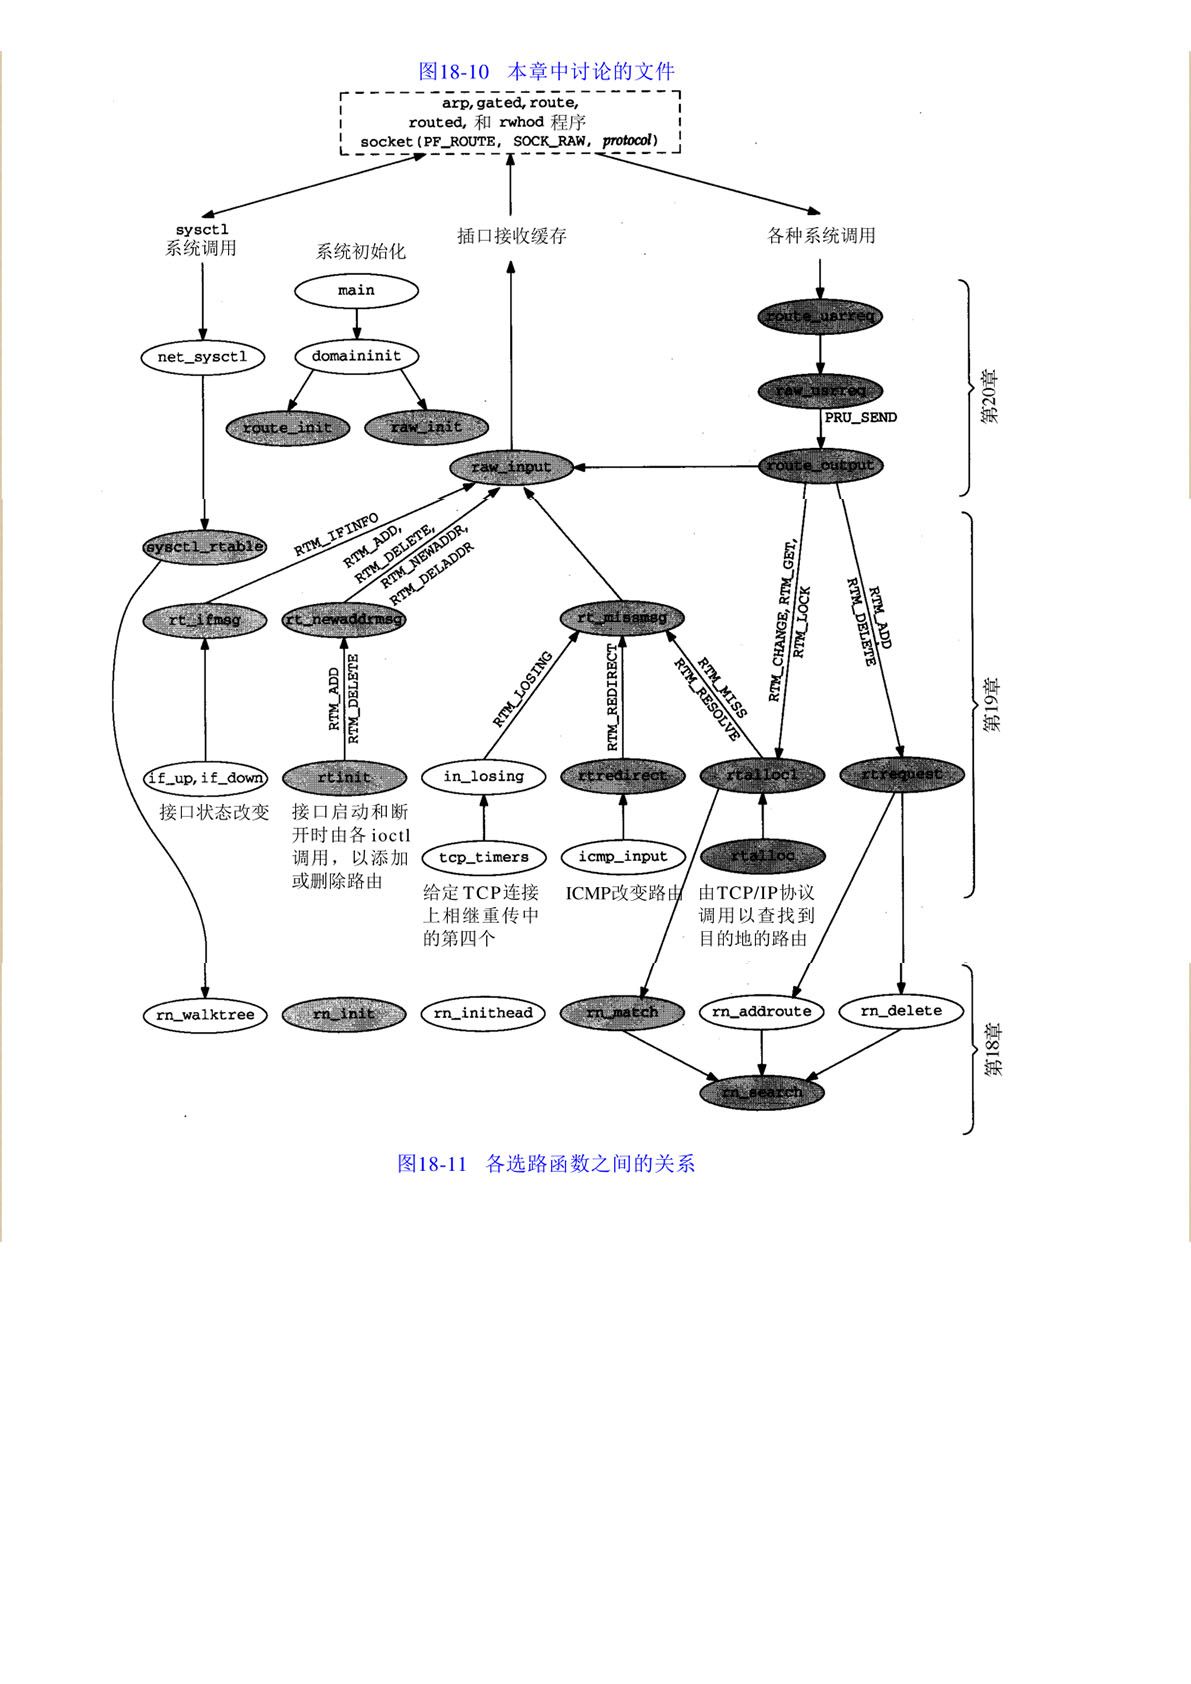 图18-10 本章中讨论的文件
arp, gated, route,
routed, 和 rwhod 程序
socket(PF_ROUTE, SOCK_RAW, protocol)
sysctl
系统调用
系统初始化
插口接收缓存
各种系统调用
main
route_usrreq
net_sysctl
domaininit
raw_usrreq
PRU_SEND
route_init
raw_init
raw_input
route_output
第20章
sysctl_rtable
RTM_IFINFO
RTM_ADD,
RTM_DELETE,
RTM_NEWADDR,
RTM_DELADDR
RTM_CHANGE, RTM_GET,
RTM_LOCK
RTM_ADD
RTM_DELETE
rt_ifmsg
rt_newaddrmsg
rt_missmsg
RTM_ADD
RTM_DELETE
RTM_LOSING
RTM_REDIRECT
RTM_MISS
RTM_RESOLVE
第19章
if_up, if_down
rtinit
in_losing
rtredirect
rtalloc1
rtrequest
接口状态改变
接口启动和断
开时由各 ioctl
调用，以添加
或删除路由
tcp_timers
icmp_input
rtalloc
给定 TCP连接
上相继重传中
的第四个
ICMP改变路由
由TCP/IP协议
调用以查找到
目的地的路由
rn_walktree
rn_init
rn_inithead
rn_match
rn_addroute
rn_delete
rn_search
第18章
图18-11 各选路函数之间的关系